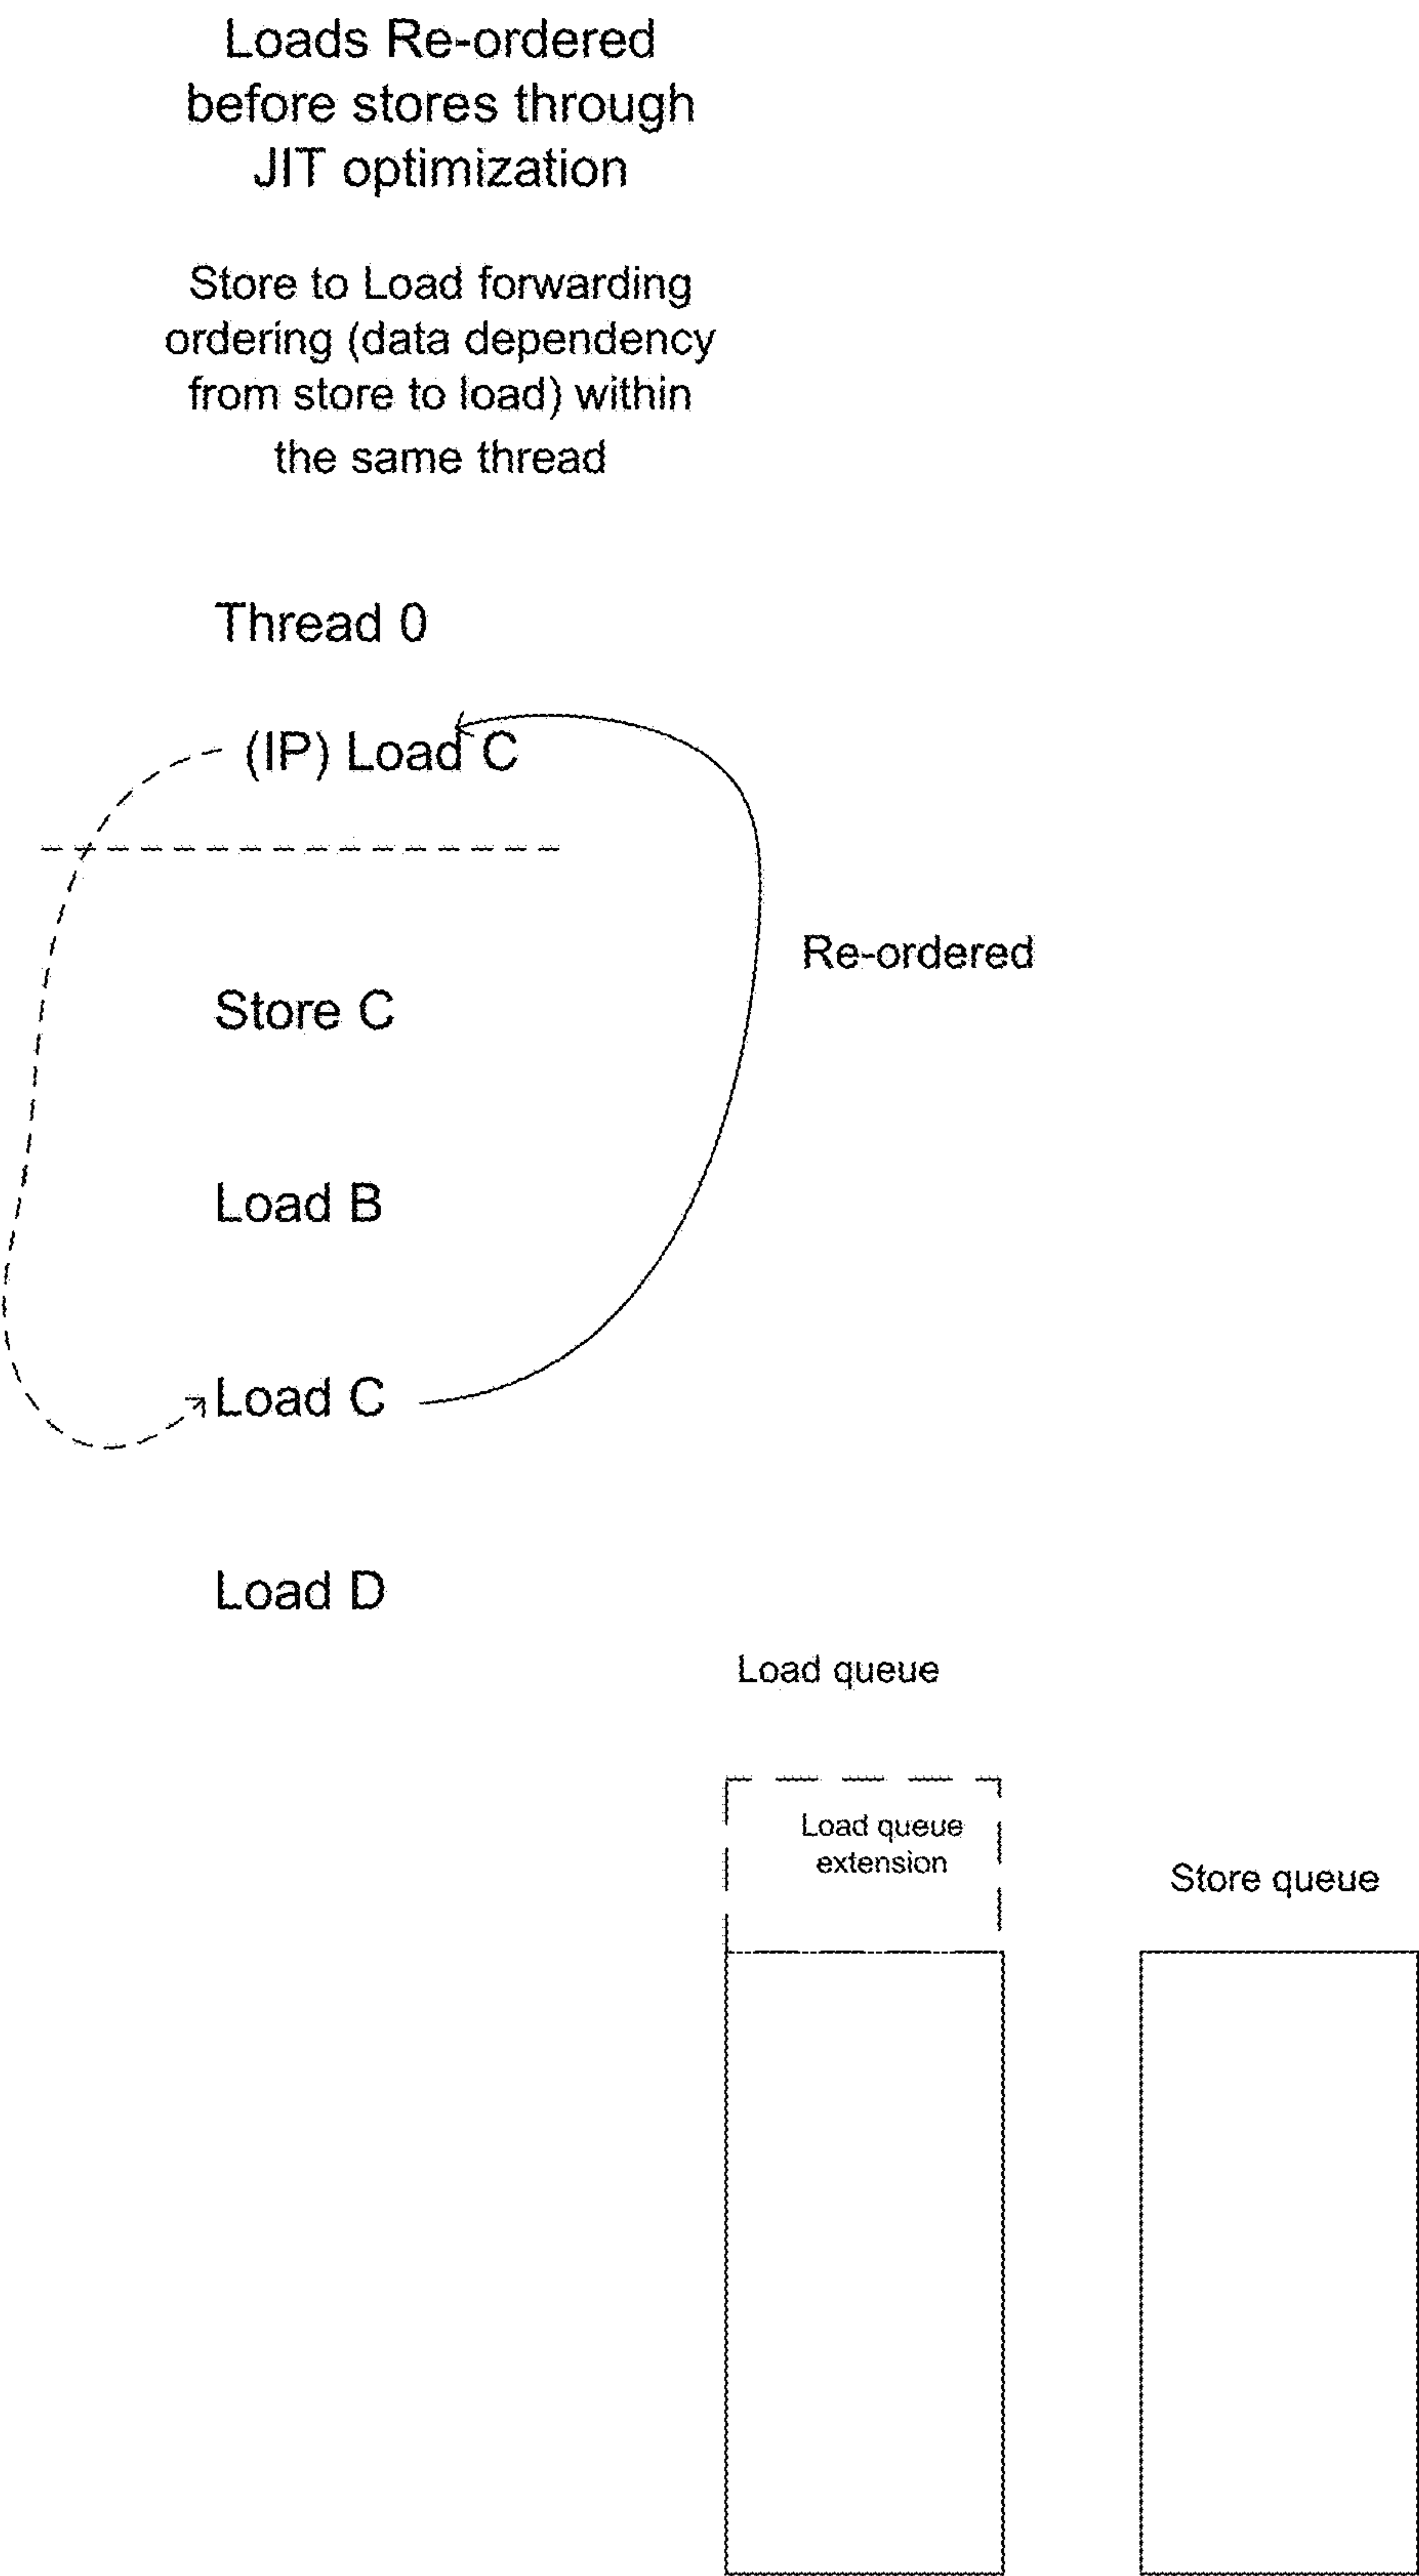 Loads Re-ordered
before stores through
JIT optimization
Store to Load forwarding
ordering (data dependency
from store to load) within
the same thread
Thread 0
(IP) Load C
Re-ordered
Store C
Load B
Load C
Load D
Load queue
Load queue
extension
Store queue